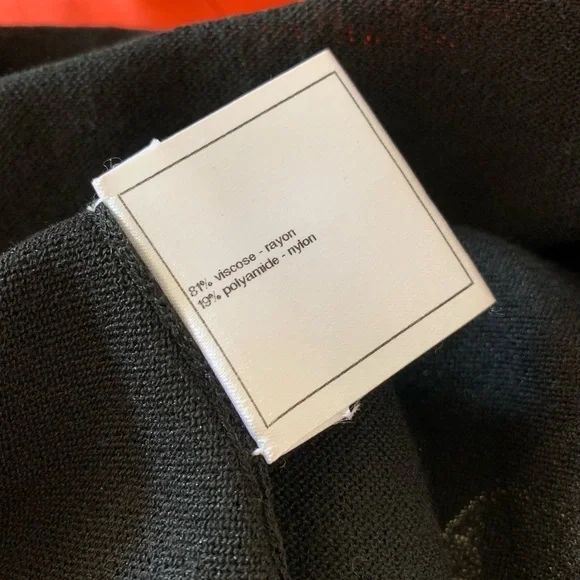 81% viscose - rayon
19% polyamide - nylon